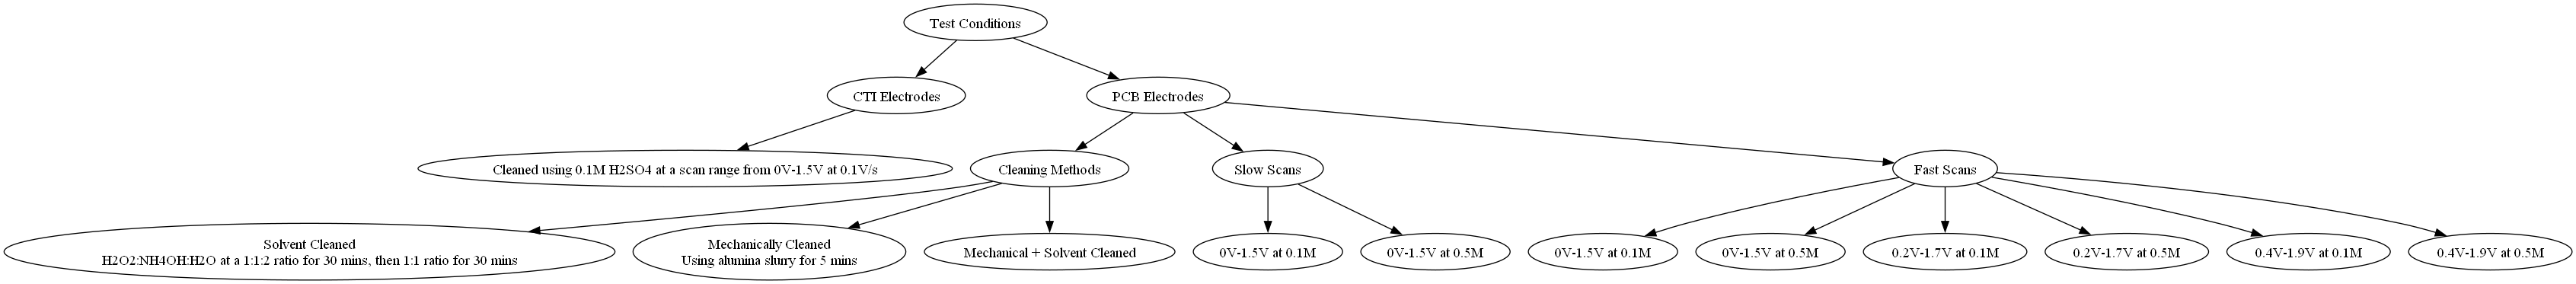 Test Conditions
CTI Electrodes
PCB Electrodes
Cleaned using 0.1M H2SO4 at a scan range from 0V-1.5V at 0.1V/s
Cleaning Methods
Slow Scans
Fast Scans
Solvent Cleaned
H2O2:NH4OH:H2O at a 1:1:2 ratio for 30 mins, then 1:1 ratio for 30 mins
Mechanically Cleaned
Using alumina slurry for 5 mins
Mechanical + Solvent Cleaned
0V-1.5V at 0.1M
0V-1.5V at 0.5M
0V-1.5V at 0.1M
0V-1.5V at 0.5M
0.2V-1.7V at 0.1M
0.2V-1.7V at 0.5M
0.4V-1.9V at 0.1M
0.4V-1.9V at 0.5M